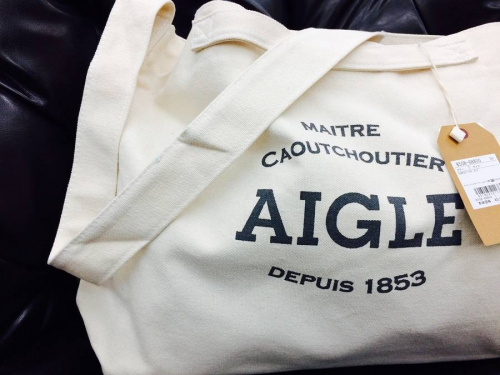 MAITRE
CAOUTCHOUTIER
AIGLE
DEPUIS 1853